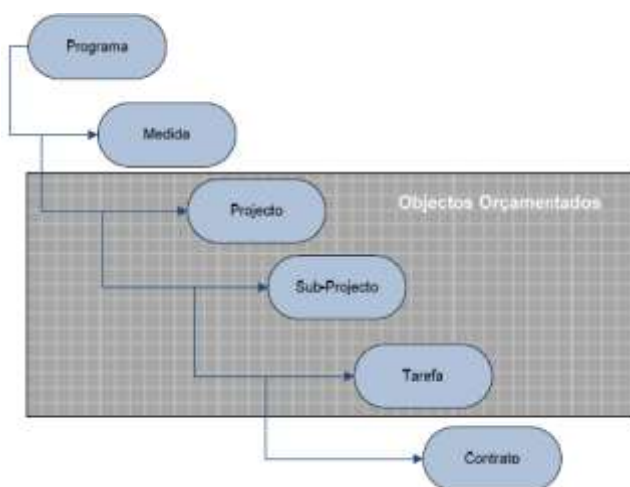 Programa
Medida
Projecto
Objectos Orçamentados
Sub-Projecto
Tarefa
Contrato